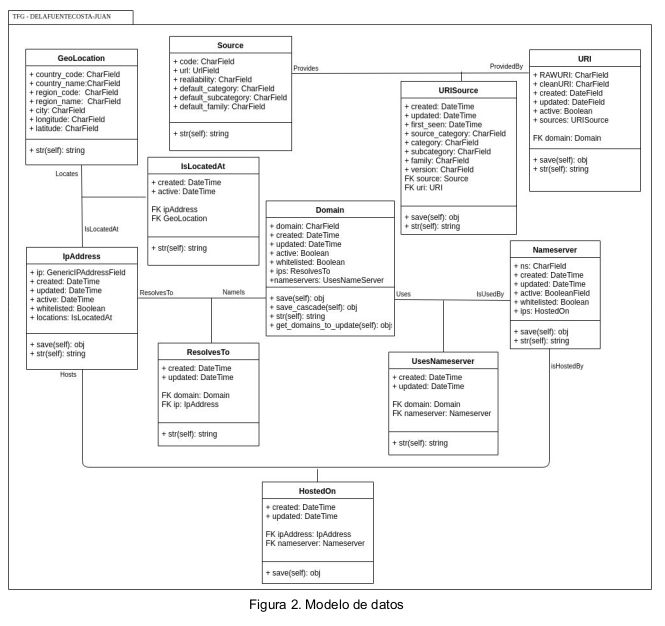 TFG - DELAFUENTECOSTA-JUAN
GeoLocation
+ country_code: CharField
+ country_name:CharField
+ region_code:  CharField
+ region_name:  CharField
+ city: CharField
+ longitude: CharField
+ latitude: CharField
+ str(self): string
Source
+ code: CharField
+ url: UrlField
+ realiability: CharField
+ default_category: CharField
+ default_subcategory: CharField
+ default_family: CharField
+ str(self): string
Provides
ProvidedBy
URI
+ RAWURI: CharField
+ cleanURI: CharField
+ created: DateField
+ updated: DateField
+ active: Boolean
+ sources: URISource
FK domain: Domain
+ save(self): obj
+ str(self): string
URISource
+ created: DateTime
+ updated: DateTime
+ first_seen: DateTime
+ source_category: CharField
+ category: CharField
+ subcategory: CharField
+ family: CharField
+ version: CharField
FK source: Source
FK uri: URI
+ save(self): obj
+ str(self): string
Locates
IsLocatedAt
+ created: DateTime
+ active: DateTime
FK ipAddress
FK GeoLocation
+ str(self): string
IsLocatedAt
IpAddress
+ ip: GenericIPAddressField
+ created: DateTime
+ updated: DateTime
+ active: DateTime
+ whitelisted: Boolean
+ locations: IsLocatedAt
+ save(self): obj
+ str(self): string
Hosts
ResolvesTo
NameIs
Domain
+ domain: CharField
+ created: DateTime
+ updated: DateTime
+ active: Boolean
+ whitelisted: Boolean
+ ips: ResolvesTo
+nameservers: UsesNameServer
+ save(self): obj
+ save_cascade(self): obj
+ str(self): string
+ get_domains_to_update(self): obj
Uses
IsUsedBy
Nameserver
+ ns: CharField
+ created: DateTime
+ updated: DateTime
+ active: BooleanField
+ whitelisted: Boolean
+ ips: HostedOn
+ save(self): obj
+ str(self): string
isHostedBy
ResolvesTo
+ created: DateTime
+ updated: DateTime
FK domain: Domain
FK ip: IpAddress
+ str(self): string
UsesNameserver
+ created: DateTime
+ updated: DateTime
FK domain: Domain
FK nameserver: Nameserver
+ str(self): string
HostedOn
+ created: DateTime
+ updated: DateTime
FK ipAddress: IpAddress
FK nameserver: Nameserver
+ save(self): obj
Figura 2. Modelo de datos